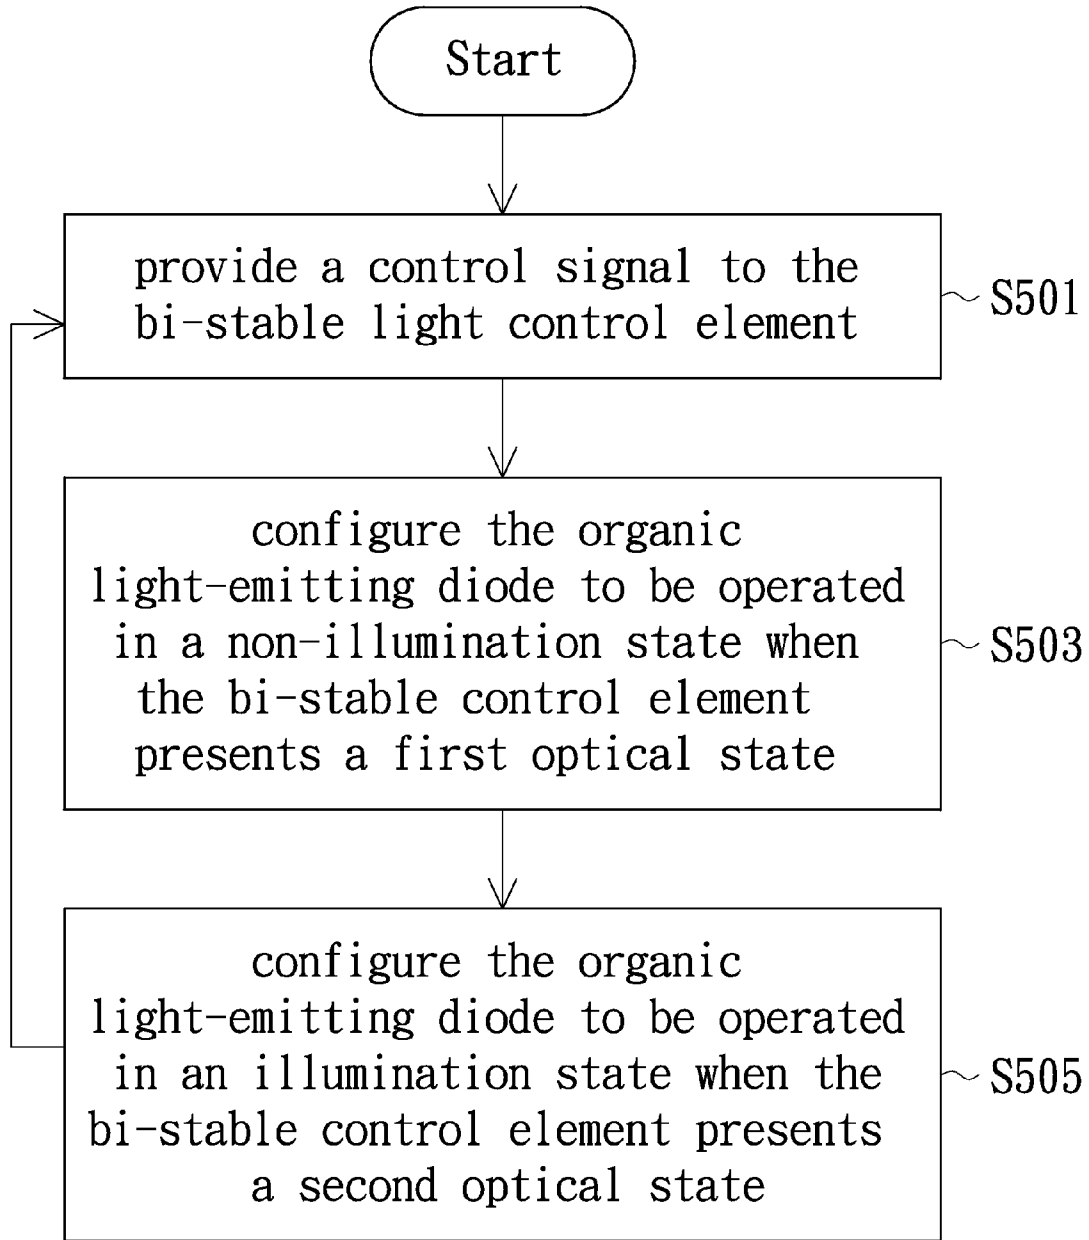 Start
provide a control signal to the
bi-stable light control element
S501
configure the organic
light-emitting diode to be operated
in a non-illumination state when
the bi-stable control element
presents a first optical state
S503
configure the organic
light-emitting diode to be operated
in an illumination state when the
bi-stable control element presents
a second optical state
S505